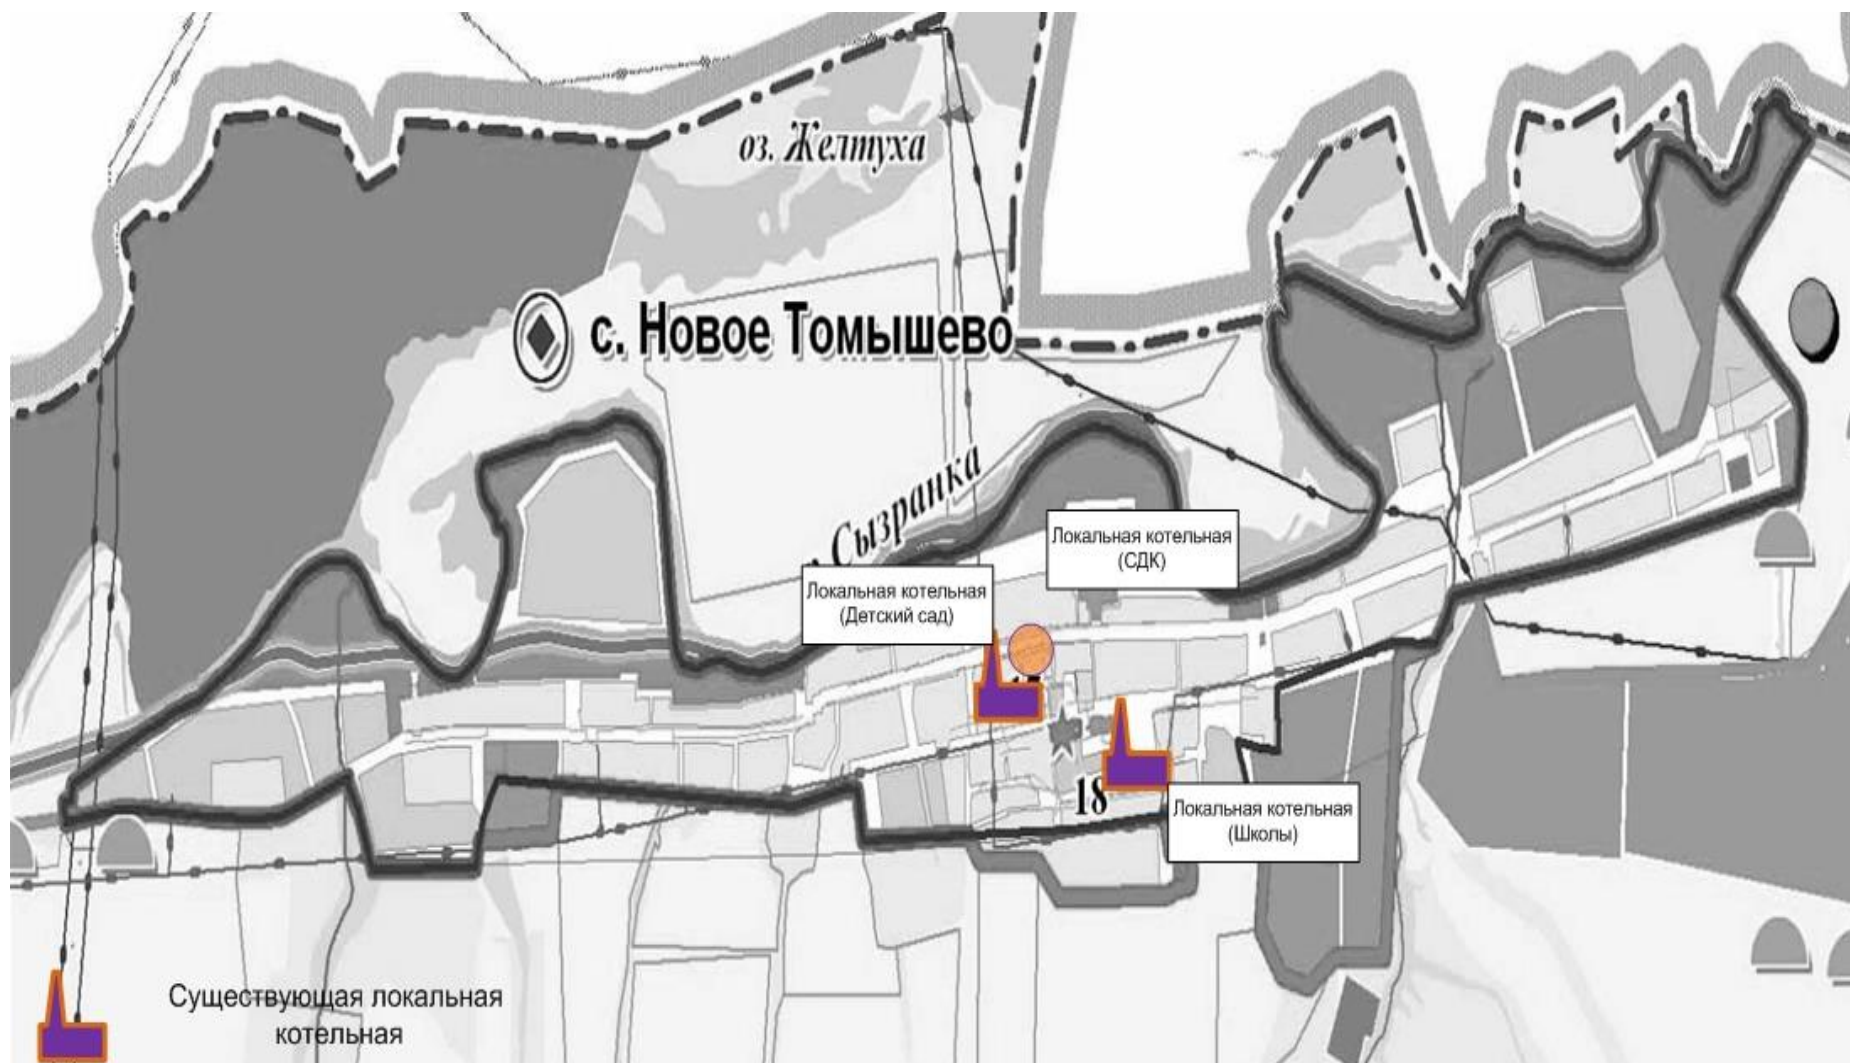 оз. Желтуха
с. Новое Томышево
Сызранка
Локальная котельная
(СДК)
Локальная котельная
(Детский сад)
18
Локальная котельная
(Школы)
Существующая локальная
котельная